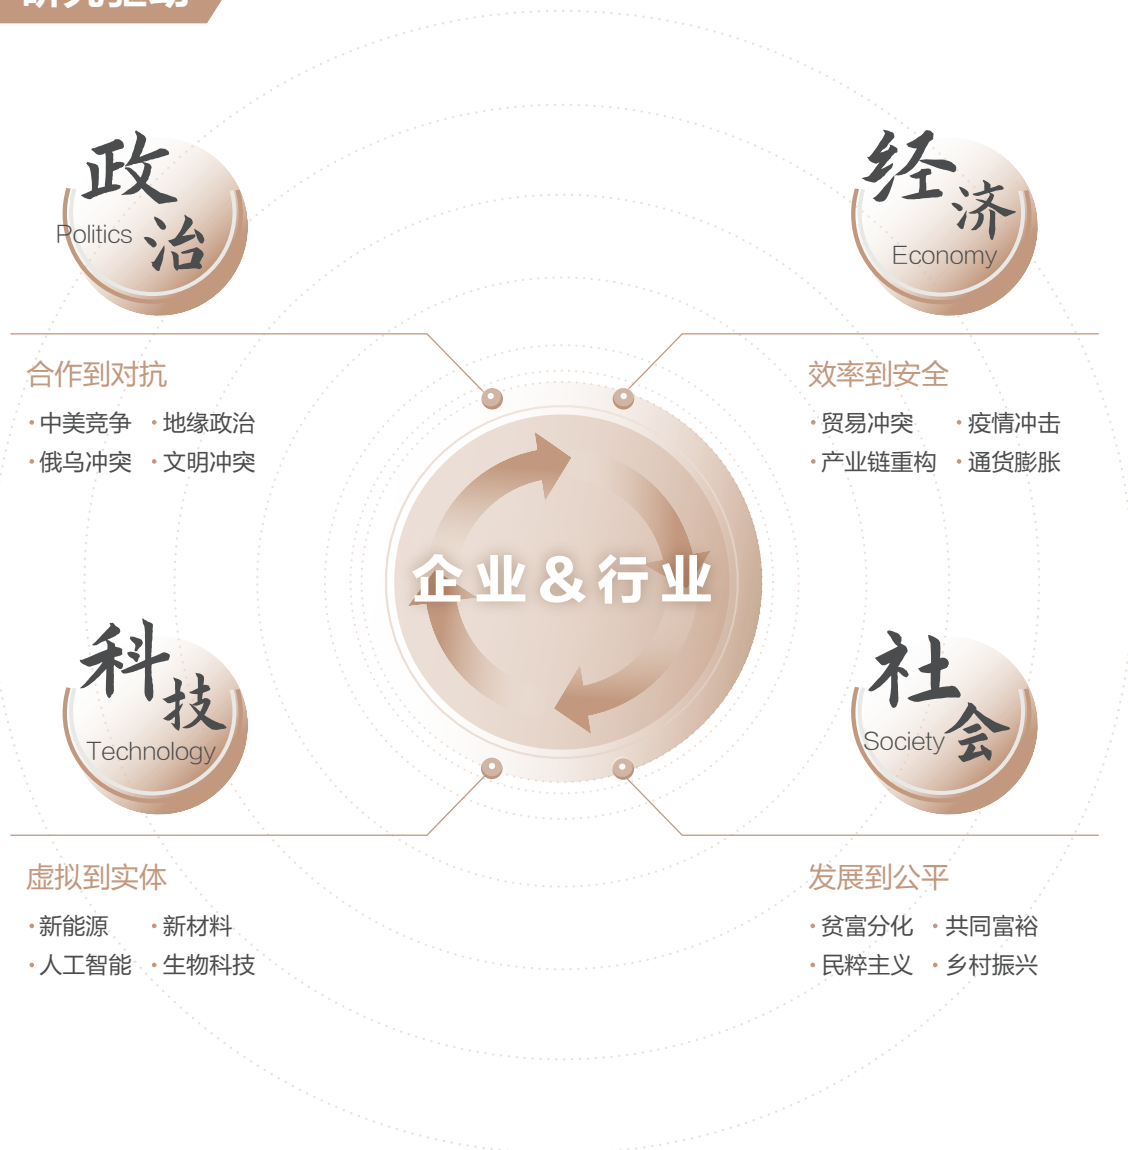 研究驱动
政治
Politics
经济
Economy
合作到对抗
·中美竞争 ·地缘政治
·俄乌冲突 ·文明冲突
效率到安全
·贸易冲突 ·疫情冲击
·产业链重构 ·通货膨胀
企业&行业
科技
Technology
社会
Society
虚拟到实体
·新能源 ·新材料
·人工智能 ·生物科技
发展到公平
·贫富分化 ·共同富裕
·民粹主义 ·乡村振兴